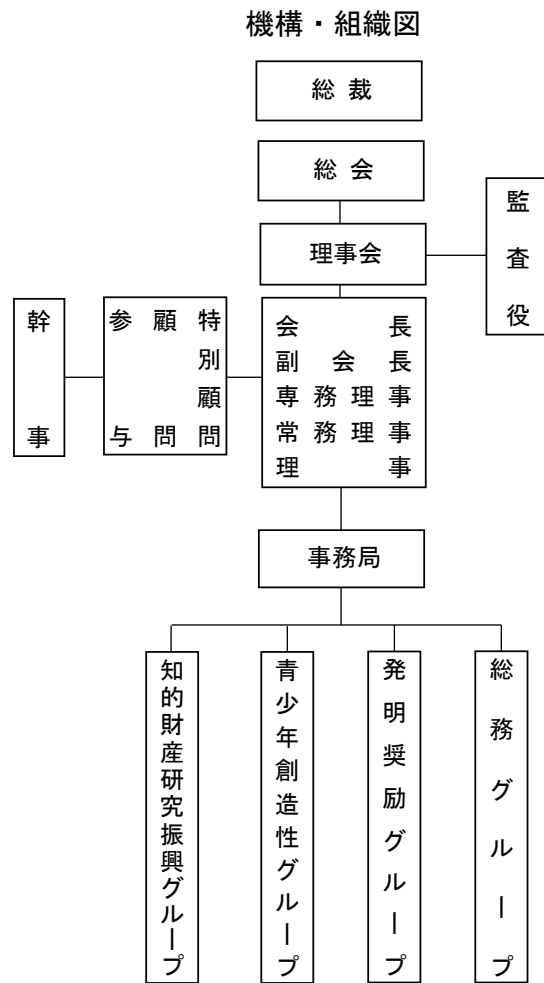 機構・組織図
総裁
総会
理事会
監査役
会長
副会長
専務理事
常務理事
理事
特別顧問
顧問
参与
幹事
事務局
総務グループ
発明奨励グループ
青少年創造性グループ
知的財産研究振興グループ